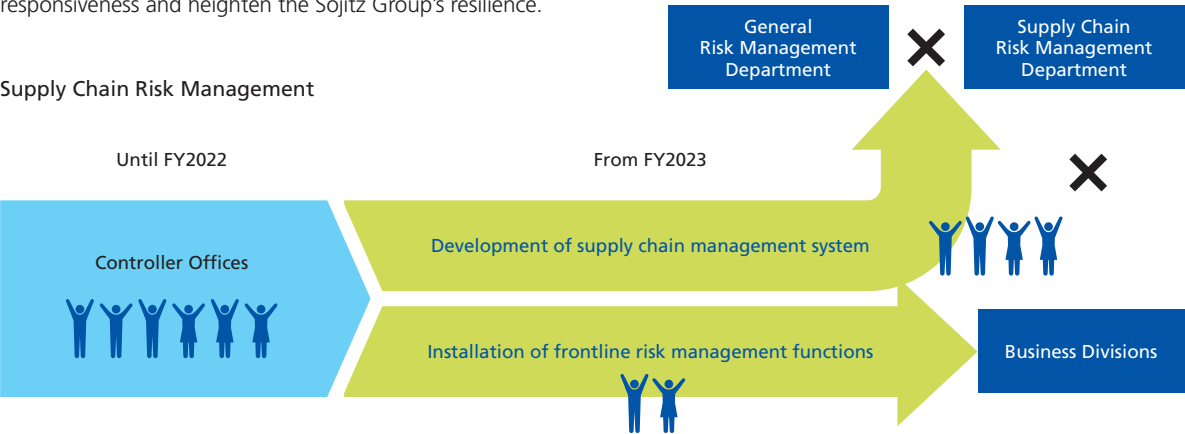 responsiveness and heighten the Sojitz Group's resilience.
General
Risk Management
Department
Supply Chain
Risk Management
Department
Supply Chain Risk Management
Until FY2022
From FY2023
Controller Offices
Development of supply chain management system
Installation of frontline risk management functions
Business Divisions